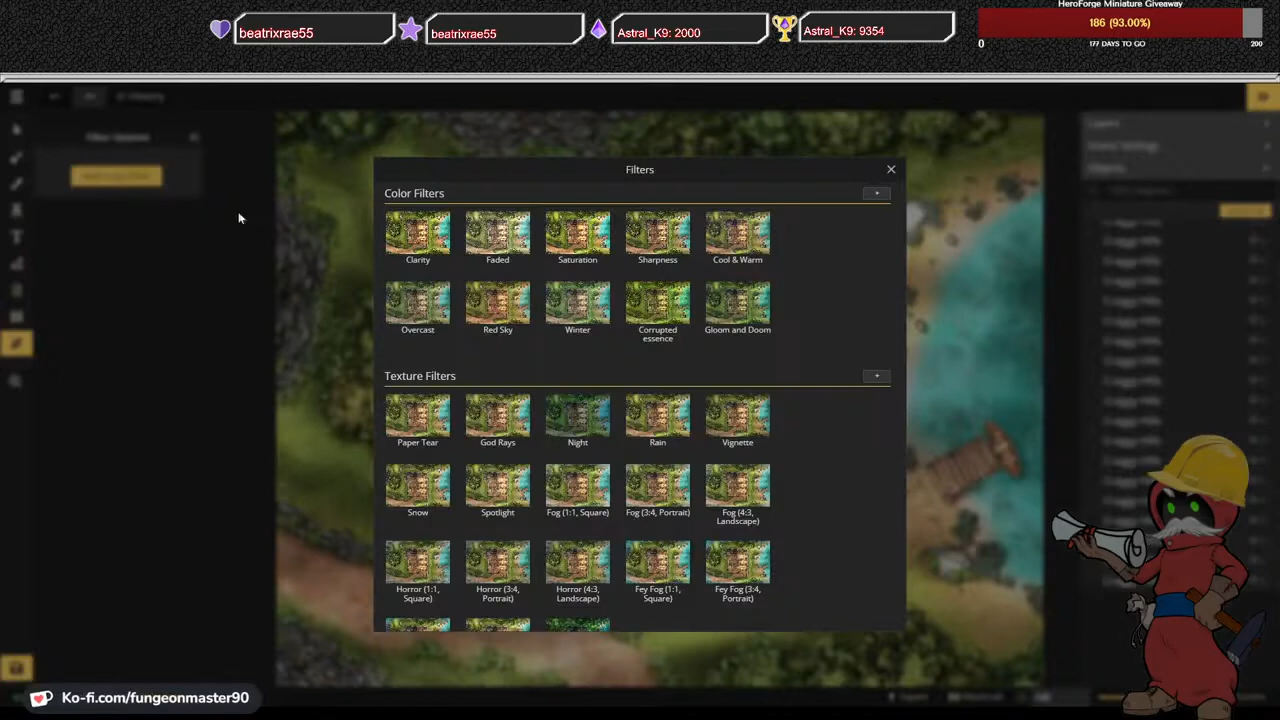 HeroForge Miniature Giveaway
beatrixrae55
beatrixrae55
Astral_K9: 2000
Astral_K9: 9354
186 (93.00%)
0
177 DAYS TO GO
200
Filters
Color Filters
+
Clarity
Faded
Saturation
Sharpness
Cool & Warm
Overcast
Red Sky
Winter
Corrupted
essence
Gloom and Doom
Texture Filters
+
Paper Tear
God Rays
Night
Rain
Vignette
Snow
Spotlight
Fog (1:1, Square)
Fog (3:4, Portrait)
Fog (4:3,
Landscape)
Horror (1:1,
Square)
Horror (3:4,
Portrait)
Horror (4:3,
Landscape)
Fey Fog (1:1,
Square)
Fey Fog (3:4,
Portrait)
Ko-fi.com/fungeonmaster90